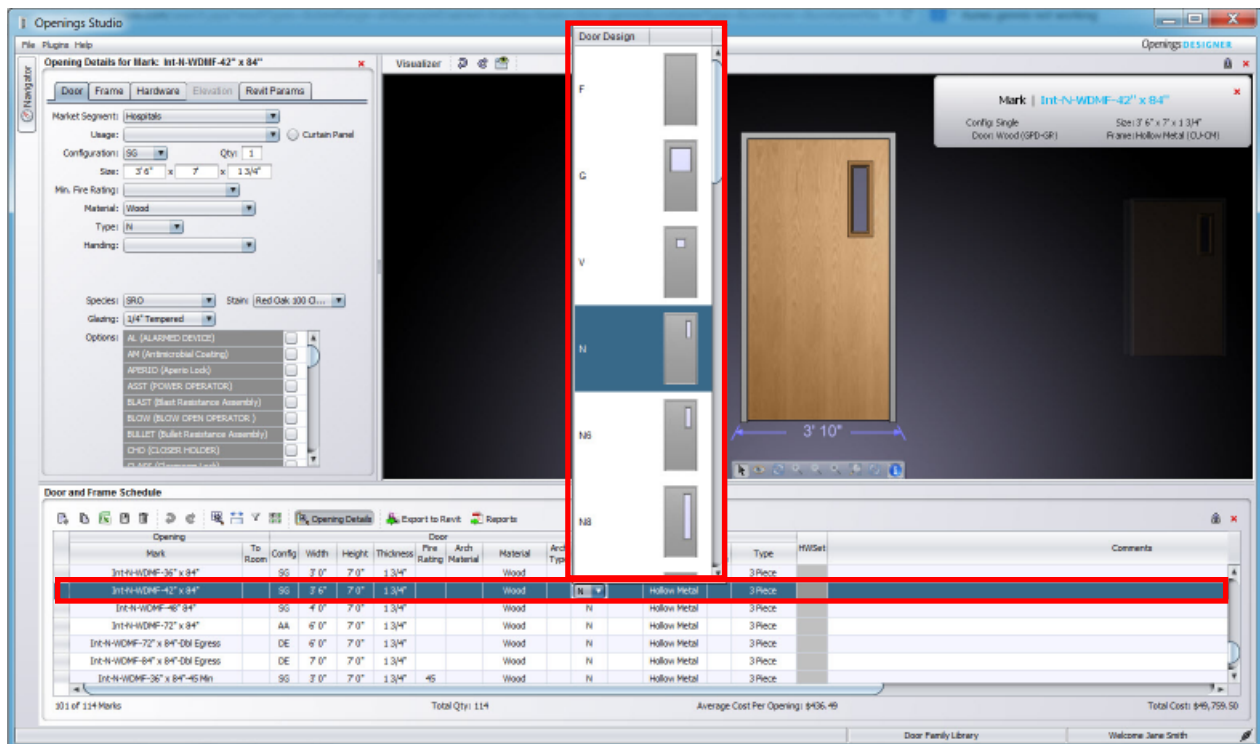 Openings Studio
File Plugins Help
Openings DESIGNER
Navigator
Opening Details for Mark: Int-N-WDMF-42" x 84"
Visualizer
Door Frame Hardware Elevation Revit Params
Market Segment: Hospitals
Usage: Curtain Panel
Configuration: SG Qty: 1
Size: 3' 6" x 7' x 1 3/4"
Min. Fire Rating:
Material: Wood
Type: N
Handing:
Species: SRO Stain: Red Oak 100 Cl...
Glazing: 1/4" Tempered
Options: AL (ALARMED DEVICE)
AM (Antimicrobial Coating)
APERIO (Aperio Lock)
ASST (POWER OPERATOR)
BLAST (Blast Resistance Assembly)
BLOW (BLOW OPEN OPERATOR )
BULLET (Bullet Resistance Assembly)
CHO (CLOSER HOLDER)
CLASS (Classroom Lock)
Door Design
F
G
V
N
N6
N8
Mark | Int-N-WDMF-42" x 84"
Config: Single Size: 3' 6" x 7' x 1 3/4"
Door: Wood (GPD-GR) Frame: Hollow Metal (CU-CM)
3' 10"
Door and Frame Schedule
Opening Details Export to Revit Reports
Opening Door
Mark To Room Config Width Height Thickness Fire Rating Arch Material Material Arch Type Type HWSet Comments
Int-N-WDMF-36" x 84" SG 3' 0" 7' 0" 1 3/4" Wood 3 Piece
Int-N-WDMF-42" x 84" SG 3' 6" 7' 0" 1 3/4" Wood N Hollow Metal 3 Piece
Int-N-WDMF-48" 84" SG 4' 0" 7' 0" 1 3/4" Wood N Hollow Metal 3 Piece
Int-N-WDMF-72" x 84" AA 6' 0" 7' 0" 1 3/4" Wood N Hollow Metal 3 Piece
Int-N-WDMF-72" x 84"-Dbl Egress DE 6' 0" 7' 0" 1 3/4" Wood N Hollow Metal 3 Piece
Int-N-WDMF-84" x 84"-Dbl Egress DE 7' 0" 7' 0" 1 3/4" Wood N Hollow Metal 3 Piece
Int-N-WDMF-36" x 84"-45 Min SG 3' 0" 7' 0" 1 3/4" 45 Wood N Hollow Metal 3 Piece
101 of 114 Marks Total Qty: 114 Average Cost Per Opening: $436.49 Total Cost: $49,759.50
Door Family Library Welcome Jane Smith